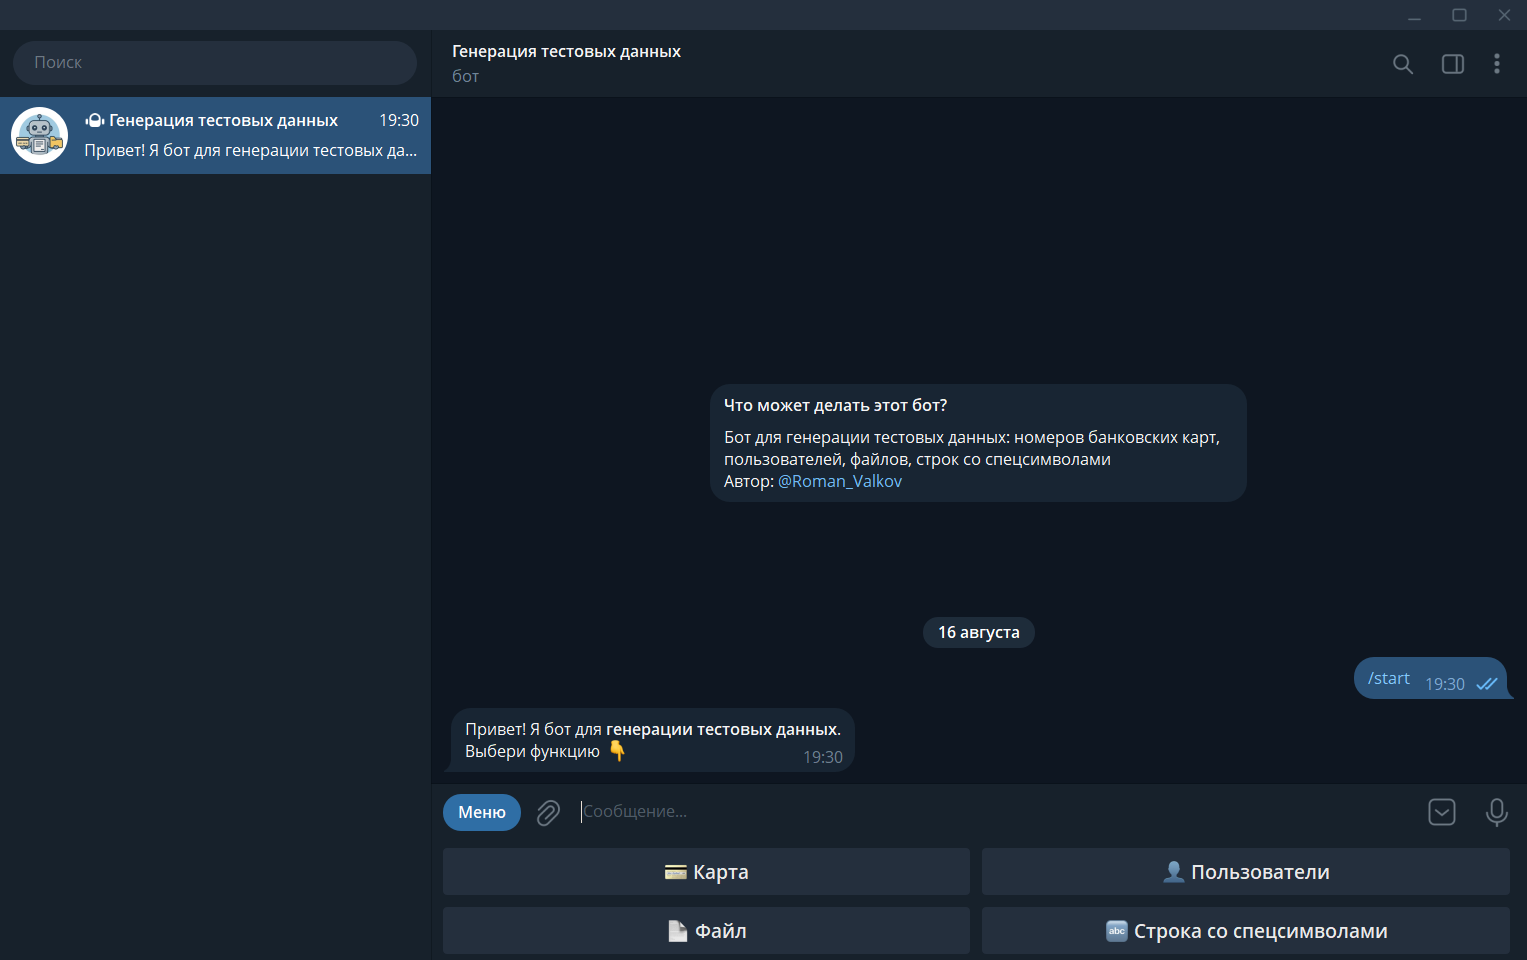 Поиск
Генерация тестовых данных 19:30
Привет! Я бот для генерации тестовых да...
Генерация тестовых данных
бот
Что может делать этот бот?
Бот для генерации тестовых данных: номеров банковских карт,
пользователей, файлов, строк со спецсимволами
Автор: @Roman_Valkov
16 августа
/start 19:30
Привет! Я бот для генерации тестовых данных.
Выбери функцию 👇 19:30
Меню Сообщение...
💳 Карта
👤 Пользователи
📄 Файл
🔤 Строка со спецсимволами